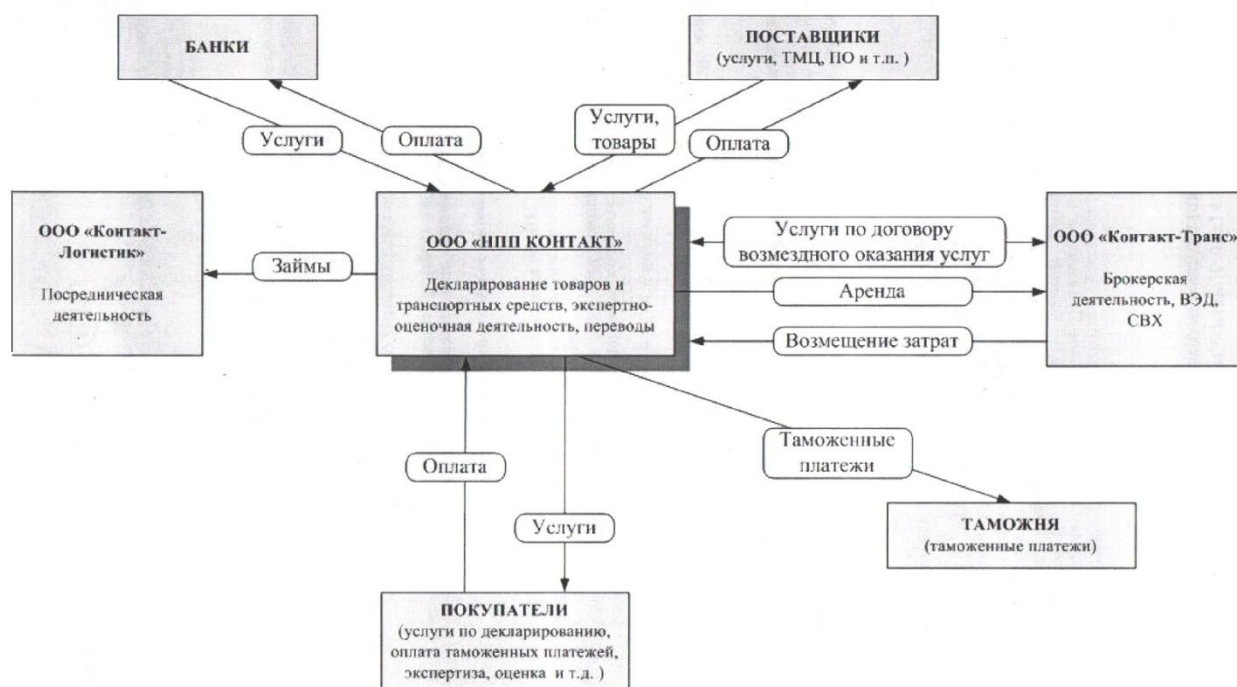 БАНКИ
ПОСТАВЩИКИ
(услуги, ТМЦ, ПО и т.п. )
Услуги
Оплата
Услуги,
товары
Оплата
ООО «Контакт-
Логистик»
Посредническая
деятельность
Займы
ООО «НПП КОНТАКТ»
Декларирование товаров и
транспортных средств, экспертно-
оценочная деятельность, переводы
Услуги по договору
возмездного оказания услуг
Аренда
Возмещение затрат
ООО «Контакт-Транс»
Брокерская
деятельность, ВЭД,
СВХ
Оплата
Услуги
Таможенные
платежи
ТАМОЖНЯ
(таможенные платежи)
ПОКУПАТЕЛИ
(услуги по декларированию,
оплата таможенных платежей,
экспертиза, оценка и т.д. )